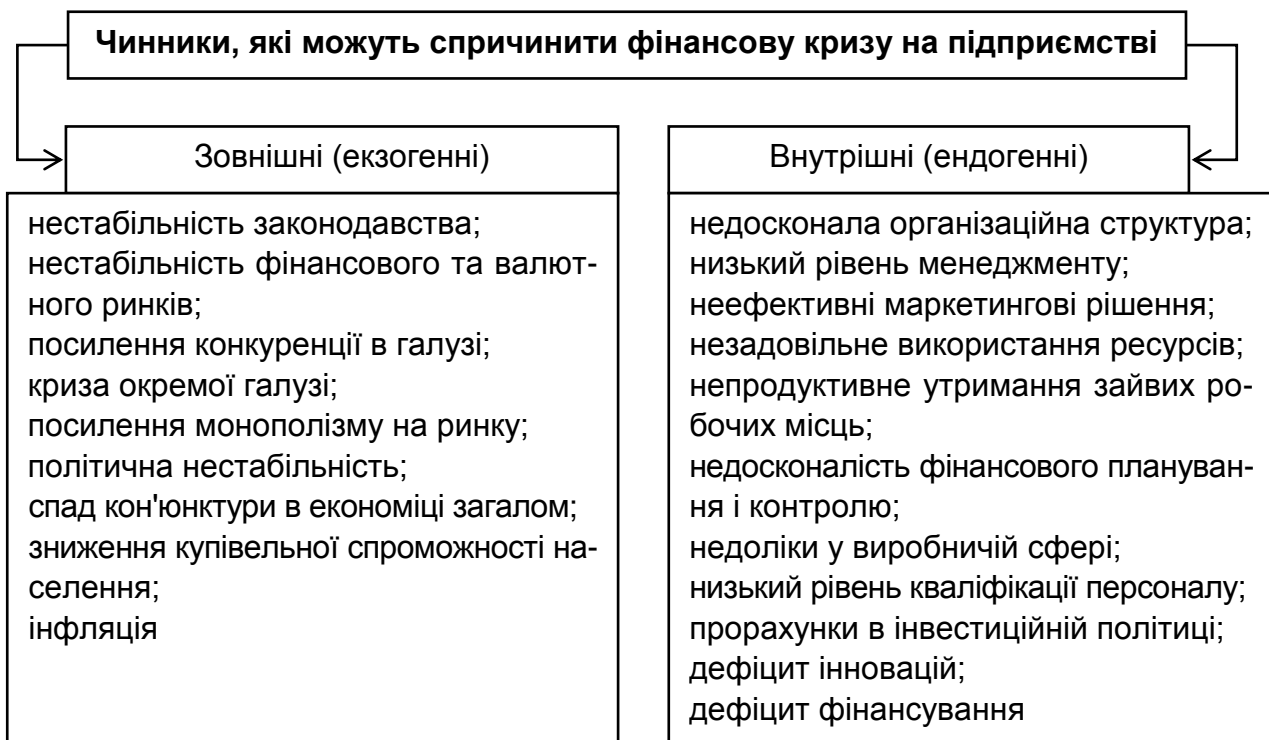 Чинники, які можуть спричинити фінансову кризу на підприємстві
Зовнішні (екзогенні)
нестабільність законодавства;
нестабільність фінансового та валют-
ного ринків;
посилення конкуренції в галузі;
криза окремої галузі;
посилення монополізму на ринку;
політична нестабільність;
спад кон'юнктури в економіці загалом;
зниження купівельної спроможності на-
селення;
інфляція
Внутрішні (ендогенні)
недосконала організаційна структура;
низький рівень менеджменту;
неефективні маркетингові рішення;
незадовільне використання ресурсів;
непродуктивне утримання зайвих ро-
бочих місць;
недосконалість фінансового плануван-
ня і контролю;
недоліки у виробничій сфері;
низький рівень кваліфікації персоналу;
прорахунки в інвестиційній політиці;
дефіцит інновацій;
дефіцит фінансування